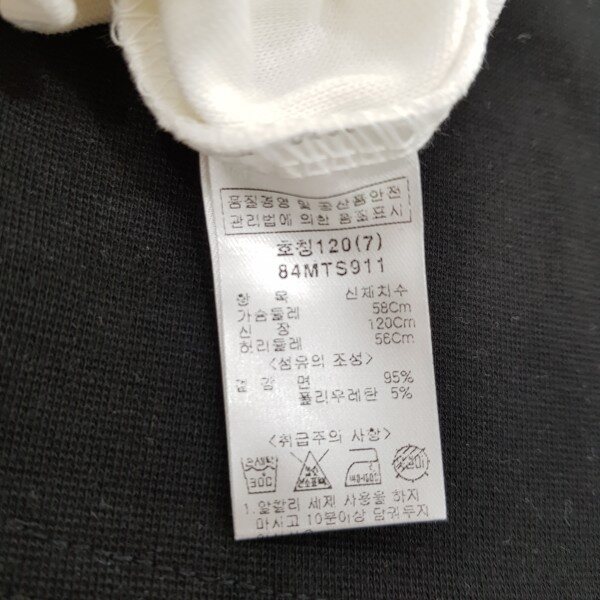 품질경영 및 공산품안전
관리법에 의한 품질표시
호칭120(7)
84MTS911
항 목 신체치수
가슴둘레 58Cm
신 장 120Cm
허리둘레 56Cm
<섬유의 조성>
겉감 면 95%
폴리우레탄 5%
<취급주의 사항>
30℃
1.알칼리 세제 사용을 하지
마시고 10분이상 담궈두지